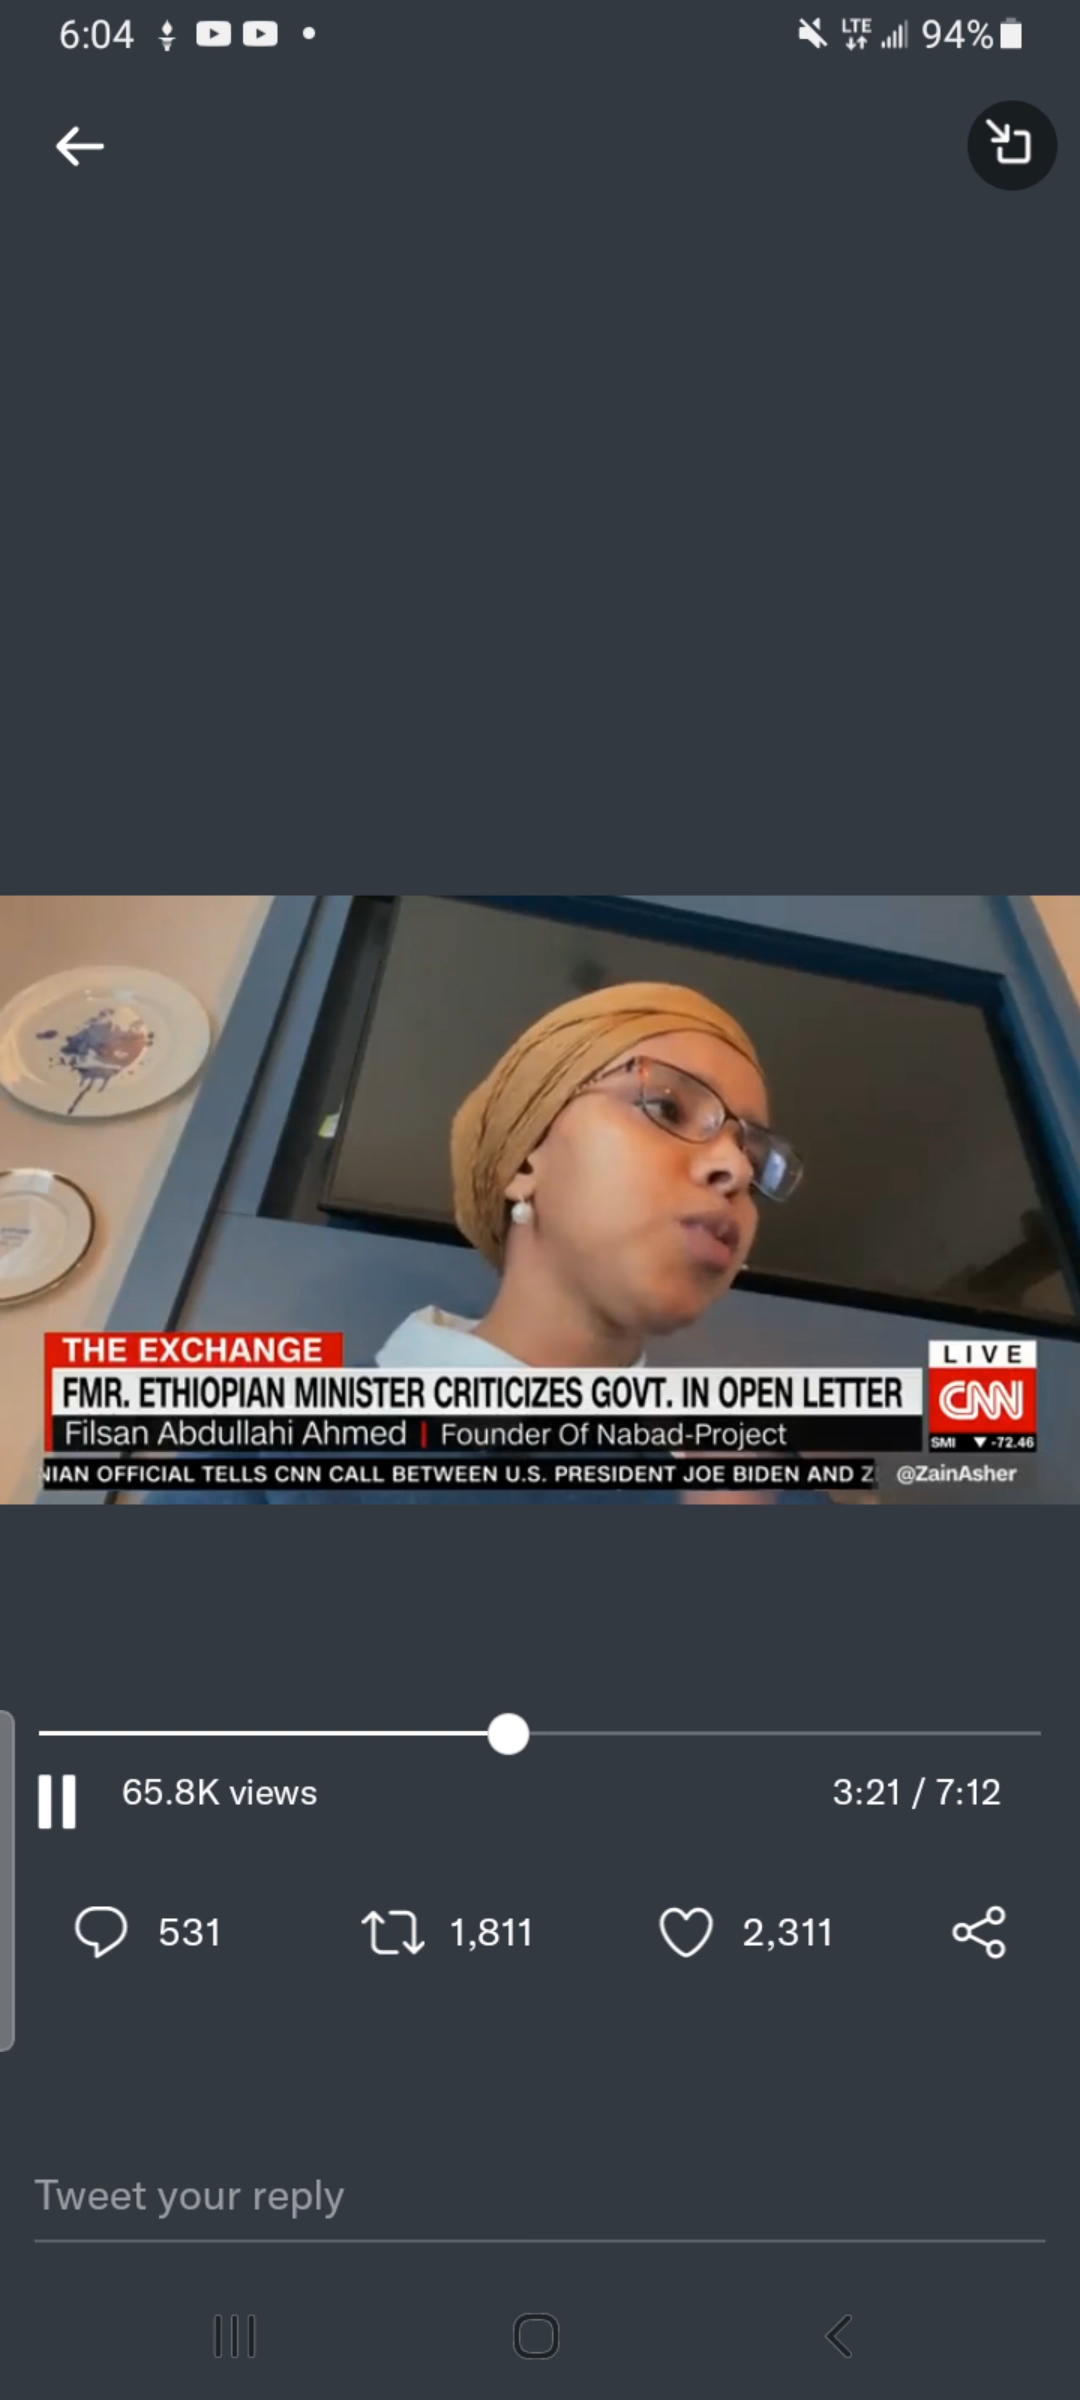 6:04
LTE 94%
THE EXCHANGE
FMR. ETHIOPIAN MINISTER CRITICIZES GOVT. IN OPEN LETTER
Filsan Abdullahi Ahmed | Founder Of Nabad-Project
LIVE
CNN
SMI ▼ -72.46
NIAN OFFICIAL TELLS CNN CALL BETWEEN U.S. PRESIDENT JOE BIDEN AND Z
@ZainAsher
65.8K views
3:21 / 7:12
531
1,811
2,311
Tweet your reply